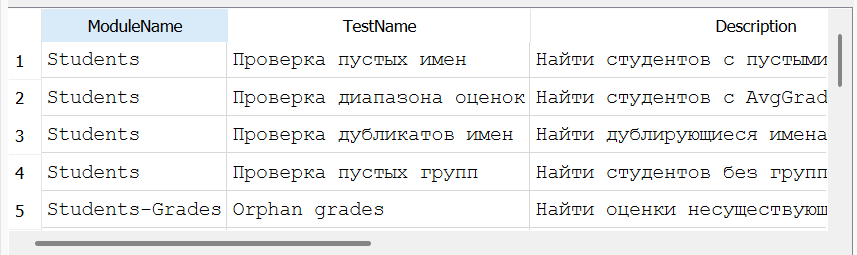 ModuleName TestName Description
1 Students Проверка пустых имен Найти студентов с пустыми
2 Students Проверка диапазона оценок Найти студентов с AvgGrad
3 Students Проверка дубликатов имен Найти дублирующиеся имена
4 Students Проверка пустых групп Найти студентов без групп
5 Students-Grades Orphan grades Найти оценки несуществующ